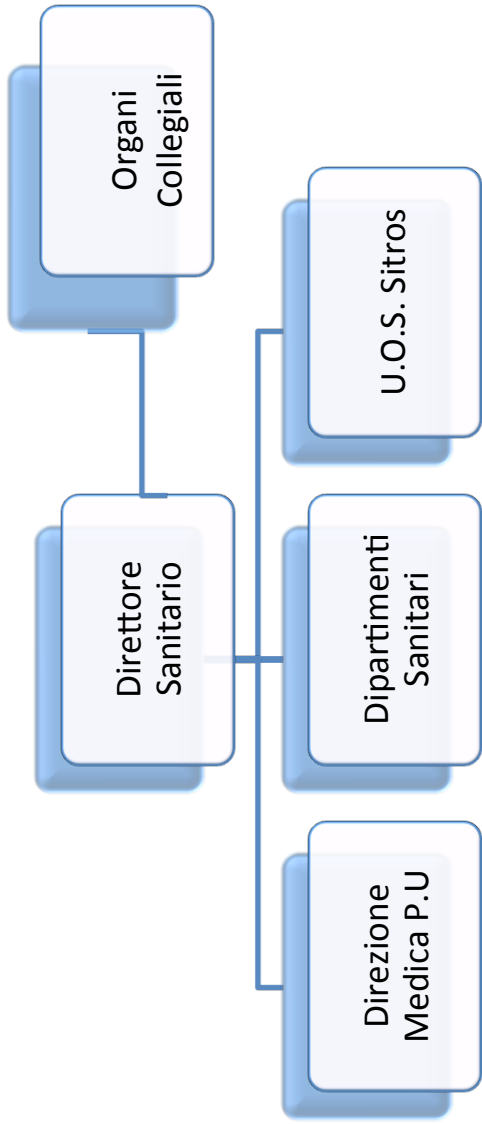 Organi
Collegiali
Direttore
Sanitario
Direzione
Medica P.U
Dipartimenti
Sanitari
U.O.S. Sitros